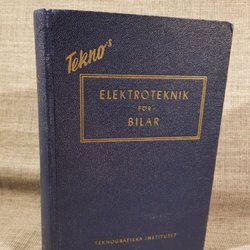 Tekno's
ELEKTROTEKNIK
FÖR
BILAR
TEKNOGRAFISKA INSTITUTET